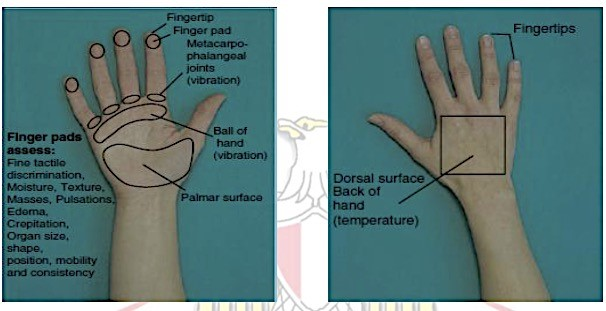 Fingertip
Finger pad
Metacarpo-
phalangeal
joints
(vibration)
Ball of
hand
(vibration)
Palmar surface
Finger pads
assess:
Fine tactile
discrimination,
Moisture, Texture,
Masses, Pulsations,
Edema,
Crepitation,
Organ size,
shape,
position, mobility
and consistency
Fingertips
Dorsal surface
Back of
hand
(temperature)